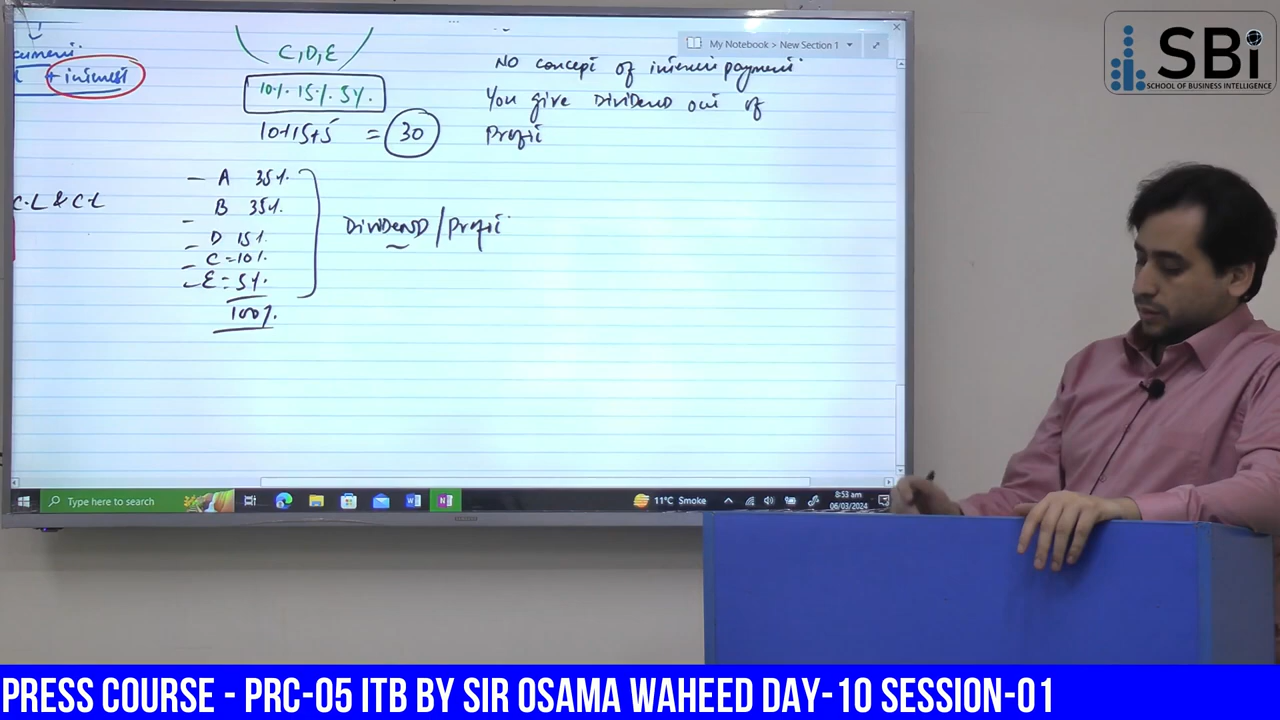 + interest
C.L & C.L
C, D, E
10%. 15%. 5%.
10+15+5 = 30
A 35%.
B 35%.
D 15%.
C = 10%.
E = 5%.
100%.
Dividend / Profit
My Notebook > New Section 1
No concept of interest payment.
You give Dividend out of
Profit
Type here to search
11°C Smoke
8:53 am
06/03/2024
SBi
SCHOOL OF BUSINESS INTELLIGENCE
PRESS COURSE - PRC-05 ITB BY SIR OSAMA WAHEED DAY-10 SESSION-01